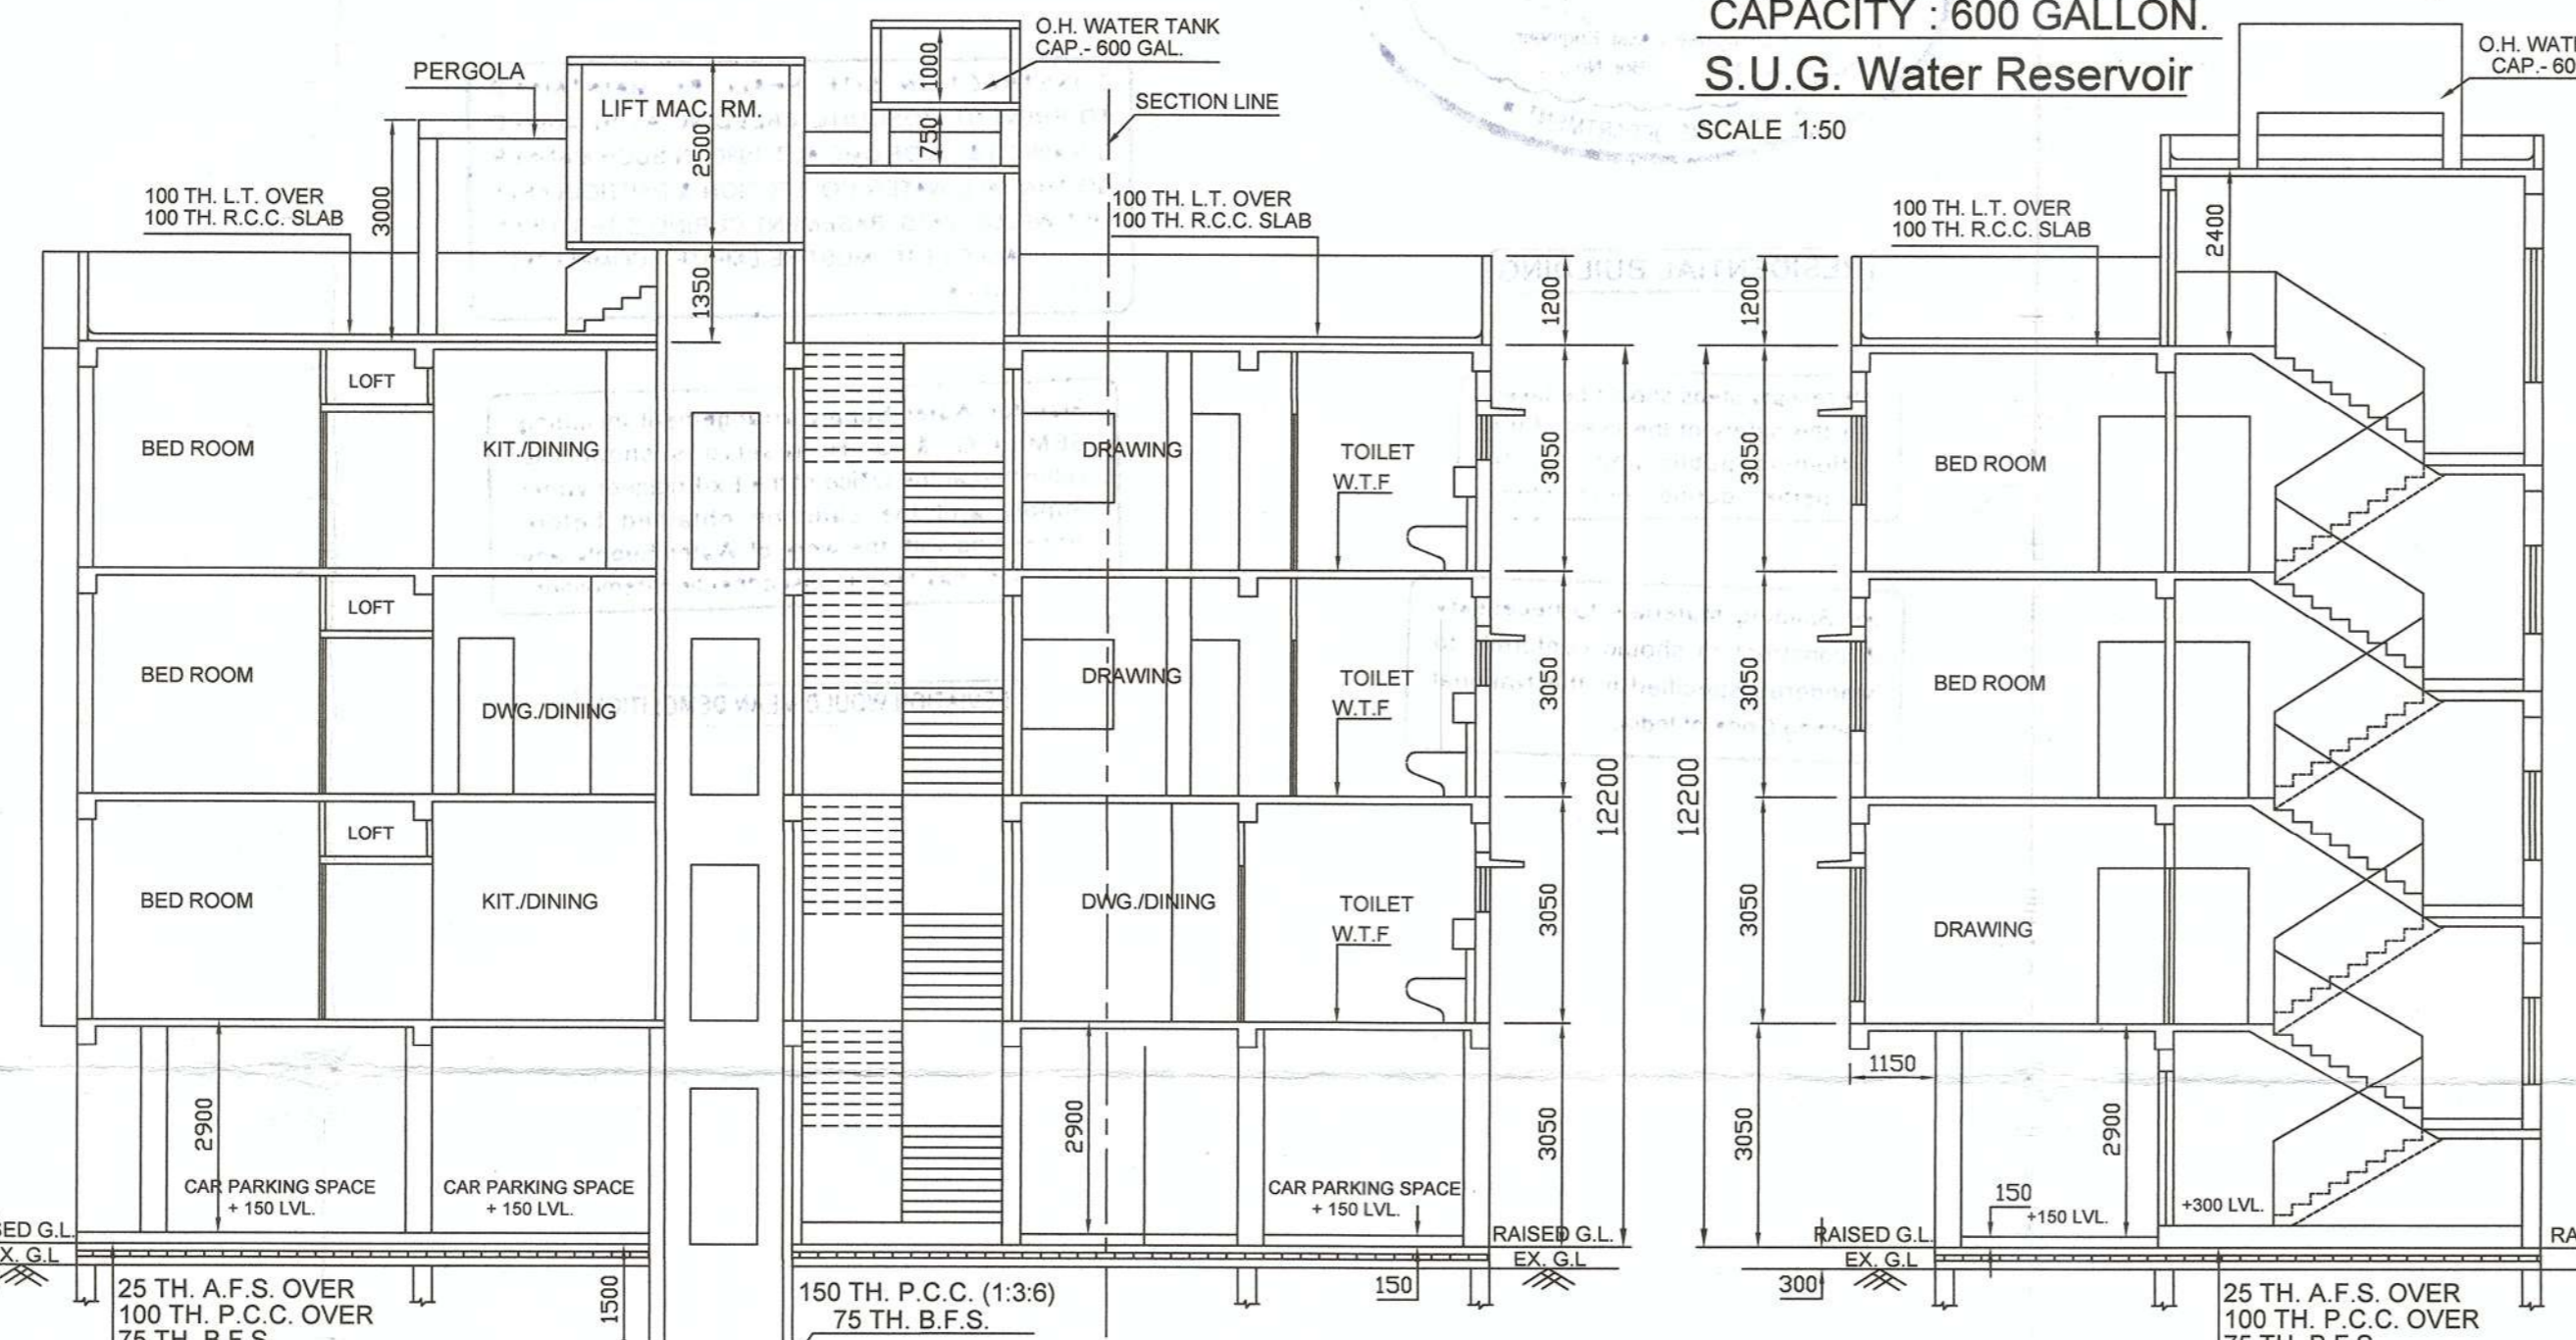 CAPACITY : 600 GALLON.
S.U.G. Water Reservoir
SCALE 1:50
O.H. WATER TANK
CAP.- 600 GAL.
1000
750
PERGOLA
LIFT MAC. RM.
2500
SECTION LINE
3000
100 TH. L.T. OVER
100 TH. R.C.C. SLAB
1350
100 TH. L.T. OVER
100 TH. R.C.C. SLAB
1200
LOFT
BED ROOM
KIT./DINING
DRAWING
TOILET
W.T.F
3050
LOFT
BED ROOM
DWG./DINING
DRAWING
TOILET
W.T.F
3050
12200
LOFT
BED ROOM
KIT./DINING
DWG./DINING
TOILET
W.T.F
3050
2900
CAR PARKING SPACE
+ 150 LVL.
CAR PARKING SPACE
+ 150 LVL.
2900
CAR PARKING SPACE
+ 150 LVL.
3050
RAISED G.L.
EX. G.L
150
25 TH. A.F.S. OVER
100 TH. P.C.C. OVER
75 TH. B.F.S.
1500
150 TH. P.C.C. (1:3:6)
75 TH. B.F.S.
O.H. WAT
CAP.- 60
100 TH. L.T. OVER
100 TH. R.C.C. SLAB
2400
1200
3050
BED ROOM
3050
BED ROOM
12200
3050
DRAWING
1150
3050
2900
150
+150 LVL.
+300 LVL.
RAISED G.L.
EX. G.L
300
25 TH. A.F.S. OVER
100 TH. P.C.C. OVER
75 TH. B.F.S.